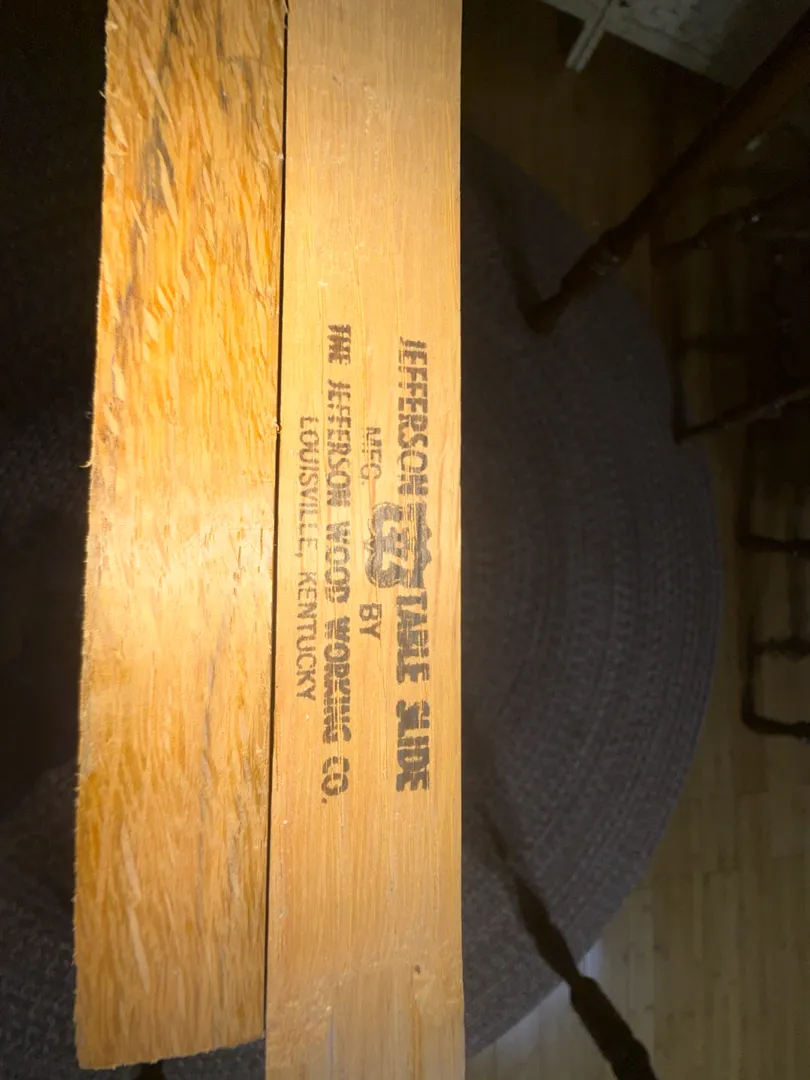 JEFFERSON TABLE SLIDE
MFG. BY
THE JEFFERSON WOOD WORKING CO.
LOUISVILLE, KENTUCKY